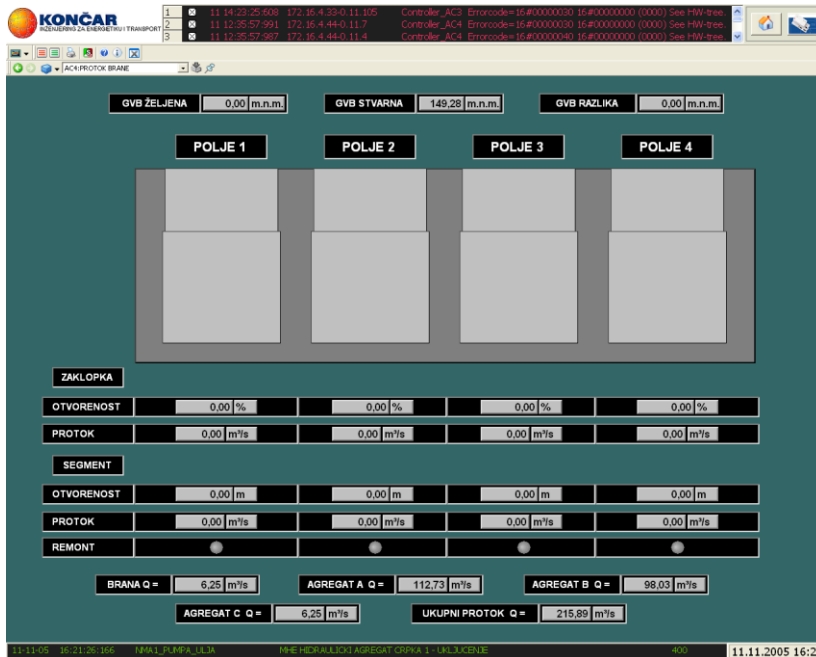 KONČAR
INŽENJERING ZA ENERGETIKU I TRANSPORT
1 11 14:23:25:608 172.16.4.33-0.11.105 Controller_AC3 Errorcode=16#00000030 16#00000000 (0000) See HW-tree.
2 11 12:35:57:991 172.16.4.44-0.11.7 Controller_AC4 Errorcode=16#00000030 16#00000000 (0000) See HW-tree.
3 11 12:35:57:987 172.16.4.44-0.11.4 Controller_AC4 Errorcode=16#00000040 16#00000000 (0000) See HW-tree.
AC4:PROTOK BRANE
GVB ŽELJENA 0,00 m.n.m. GVB STVARNA 149,28 m.n.m. GVB RAZLIKA 0,00 m.n.m.
POLJE 1 POLJE 2 POLJE 3 POLJE 4
ZAKLOPKA
OTVORENOST 0,00 % 0,00 % 0,00 % 0,00 %
PROTOK 0,00 m³/s 0,00 m³/s 0,00 m³/s 0,00 m³/s
SEGMENT
OTVORENOST 0,00 m 0,00 m 0,00 m 0,00 m
PROTOK 0,00 m³/s 0,00 m³/s 0,00 m³/s 0,00 m³/s
REMONT
BRANA Q = 6,25 m³/s AGREGAT A Q = 112,73 m³/s AGREGAT B Q = 98,03 m³/s
AGREGAT C Q = 6,25 m³/s UKUPNI PROTOK Q = 215,89 m³/s
11-11-05 16:21:26:166 NMA1_PUMPA_ULJA MHE HIDRAULICKI AGREGAT CRPKA 1 - UKLJUCENJE 400 11.11.2005 16:2